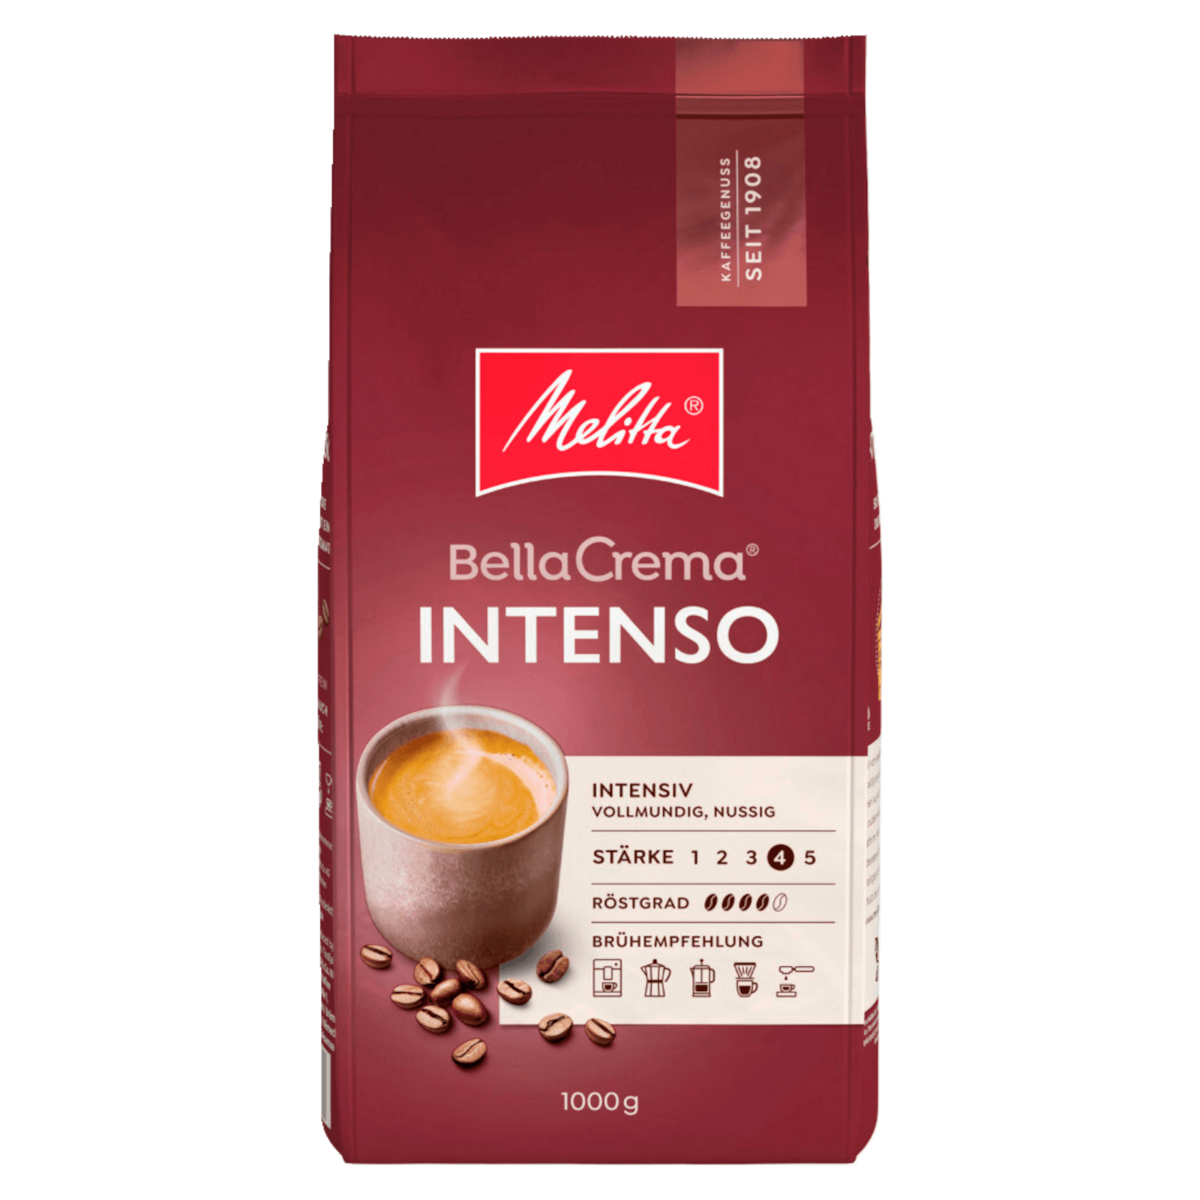 KAFFEEGENUSS
SEIT 1908
Melitta®
BellaCrema®
INTENSO
INTENSIV
VOLLMUNDIG, NUSSIG
STÄRKE 1 2 3 4 5
RÖSTGRAD
BRÜHEMPFEHLUNG
1000g